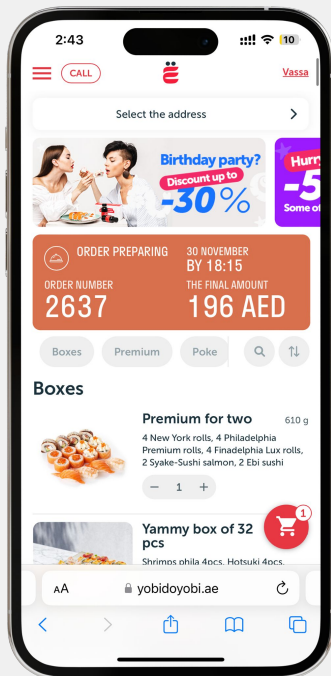 2:43
10
CALL
ë
Vassa
Select the address
Birthday party?
Discount up to
-30%
Hurr
-5
Some of
ORDER PREPARING
30 NOVEMBER
BY 18:15
ORDER NUMBER
2637
THE FINAL AMOUNT
196 AED
Boxes
Premium
Poke
Boxes
Premium for two
610 g
4 New York rolls, 4 Philadelphia
Premium rolls, 4 Finadelphia Lux rolls,
2 Syake-Sushi salmon, 2 Ebi sushi
− 1 +
1
Yammy box of 32
pcs
Shrimps phila 4pcs, Hotsuki 4pcs,
AA
yobidoyobi.ae